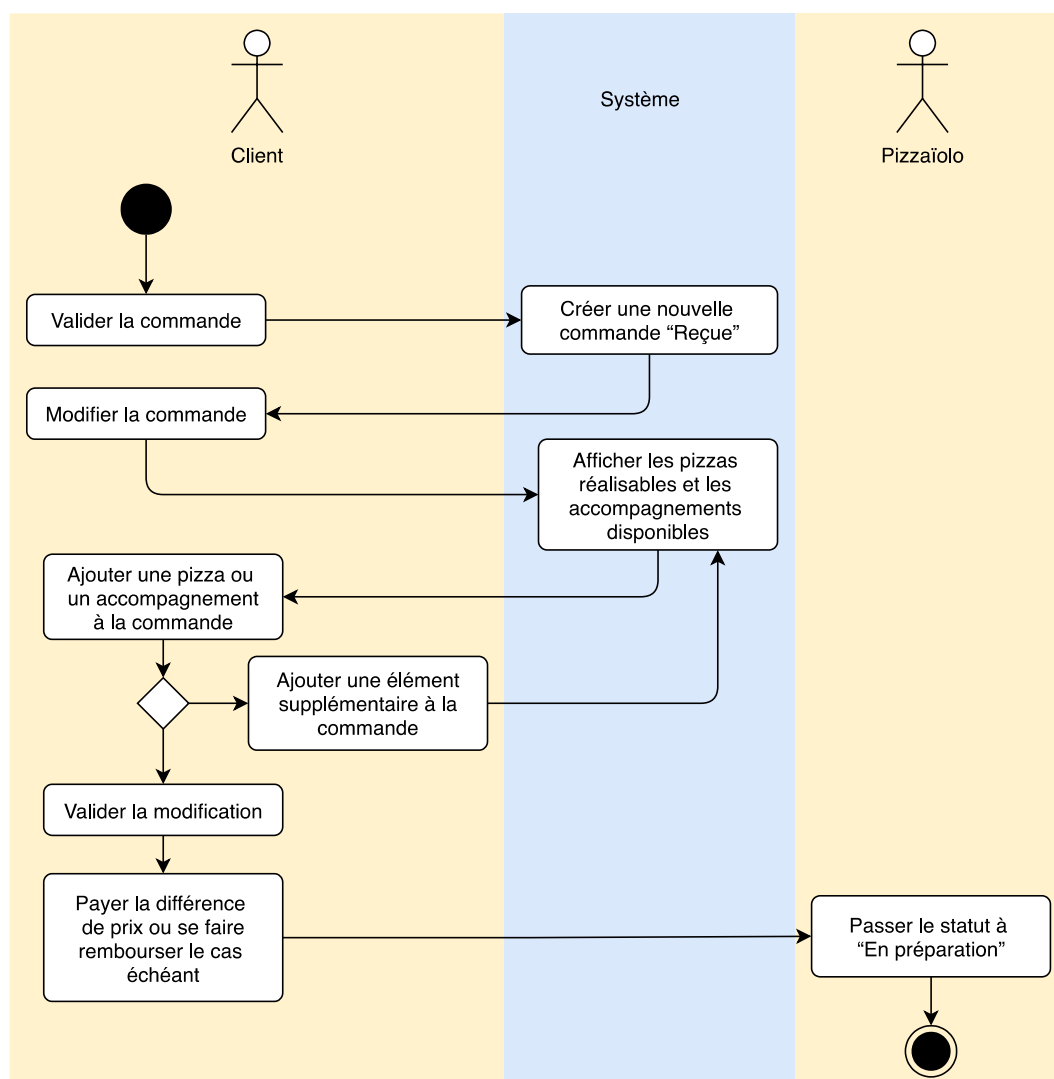 Client
Système
Pizzaïolo
Valider la commande
Créer une nouvelle
commande “Reçue”
Modifier la commande
Afficher les pizzas
réalisables et les
accompagnements
disponibles
Ajouter une pizza ou
un accompagnement
à la commande
Ajouter une élément
supplémentaire à la
commande
Valider la modification
Payer la différence
de prix ou se faire
rembourser le cas
échéant
Passer le statut à
“En préparation”